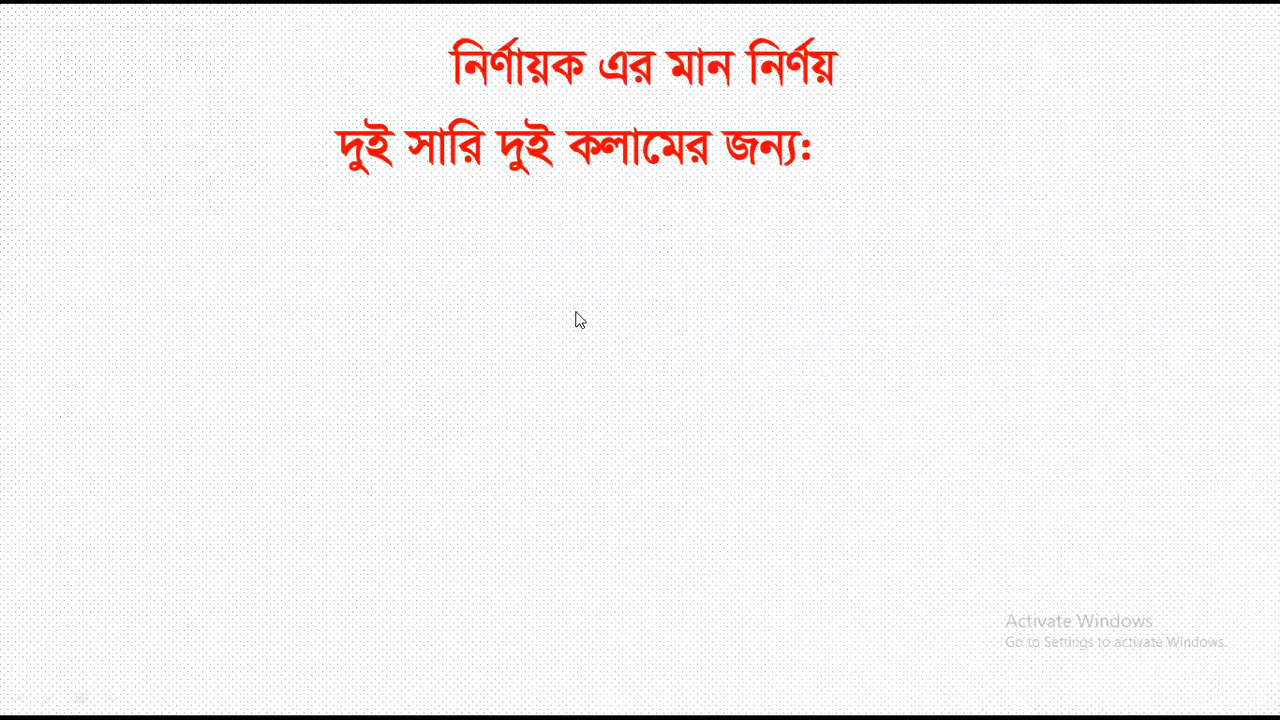 নির্ণায়ক এর মান নির্ণয়
দুই সারি দুই কলামের জন্য:
Activate Windows
Go to Settings to activate Windows.